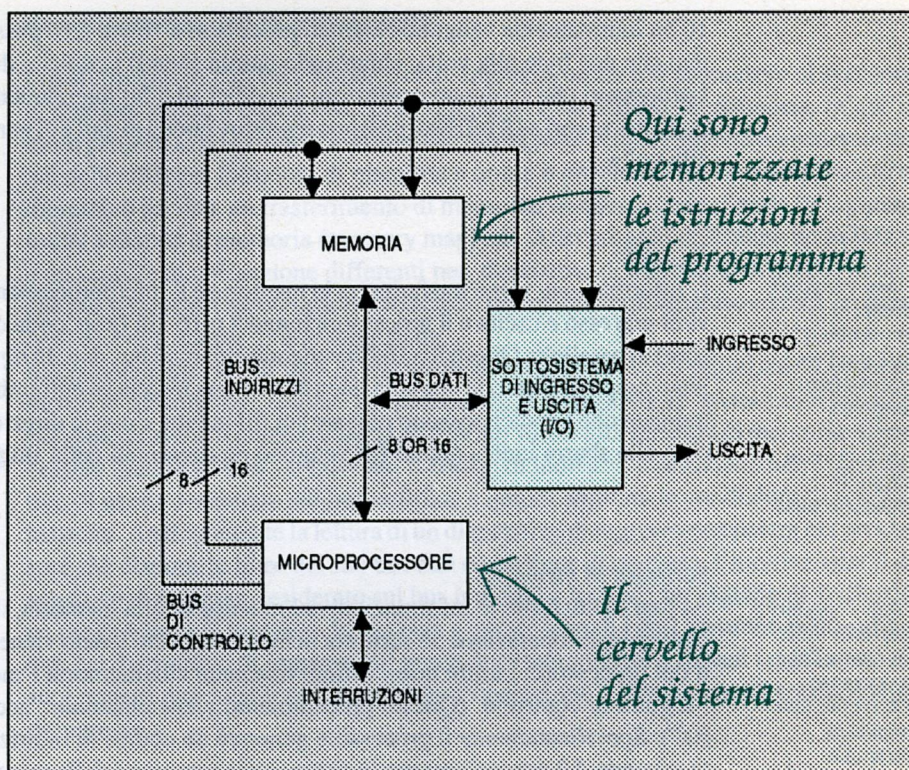 Qui sono
memorizzate
le istruzioni
del programma
MEMORIA
BUS
INDIRIZZI
BUS DATI
SOTTOSISTEMA
DI INGRESSO
E USCITA
(I/O)
INGRESSO
USCITA
8
16
8 OR 16
MICROPROCESSORE
BUS
DI
CONTROLLO
INTERRUZIONI
Il
cervello
del sistema